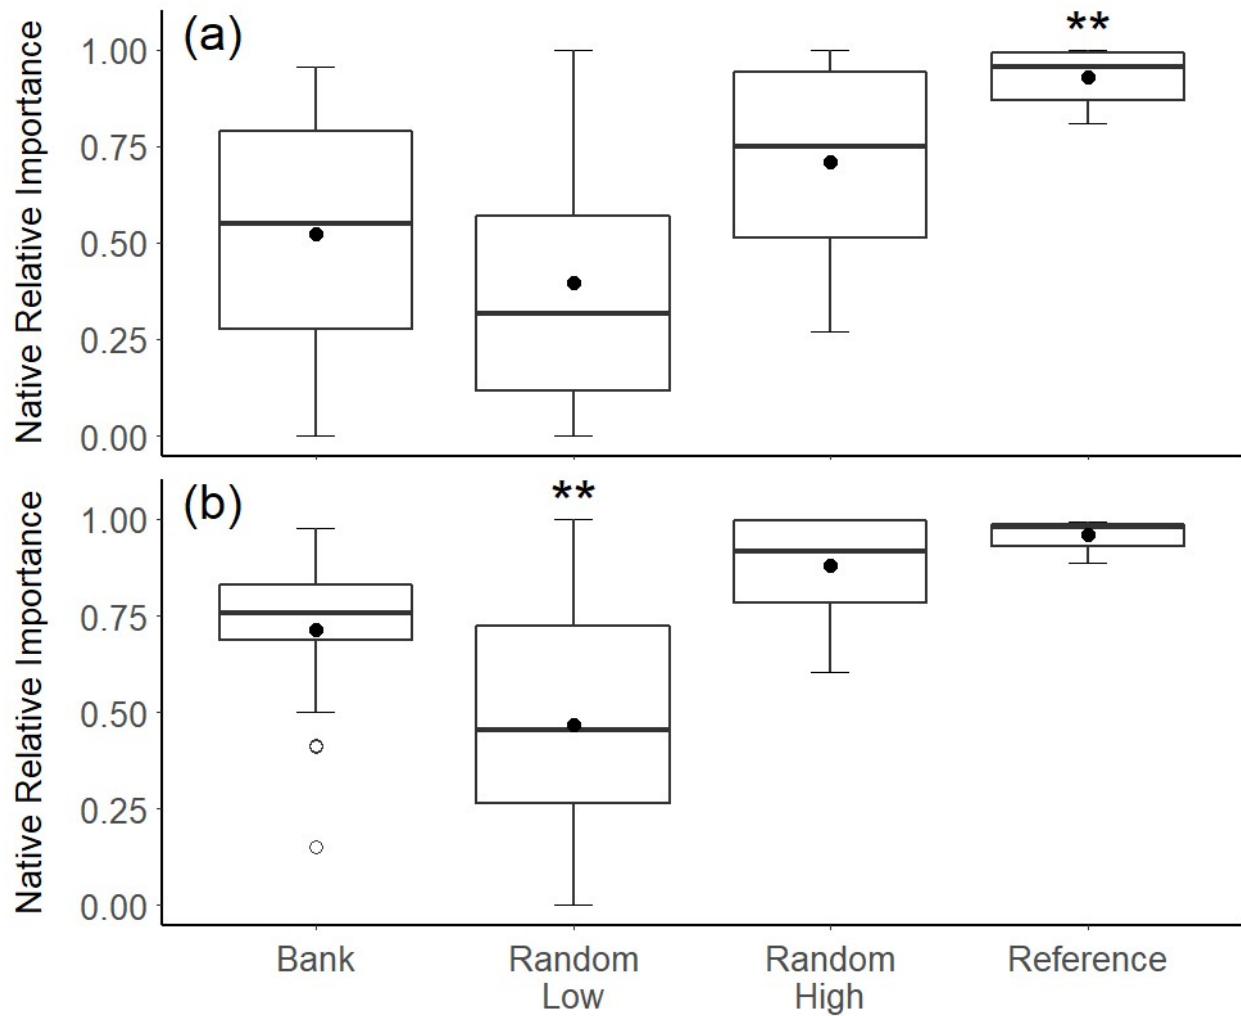 (a)
**
Native Relative Importance
1.00
0.75
0.50
0.25
0.00
(b)
**
Native Relative Importance
1.00
0.75
0.50
0.25
0.00
Bank
Random
Low
Random
High
Reference